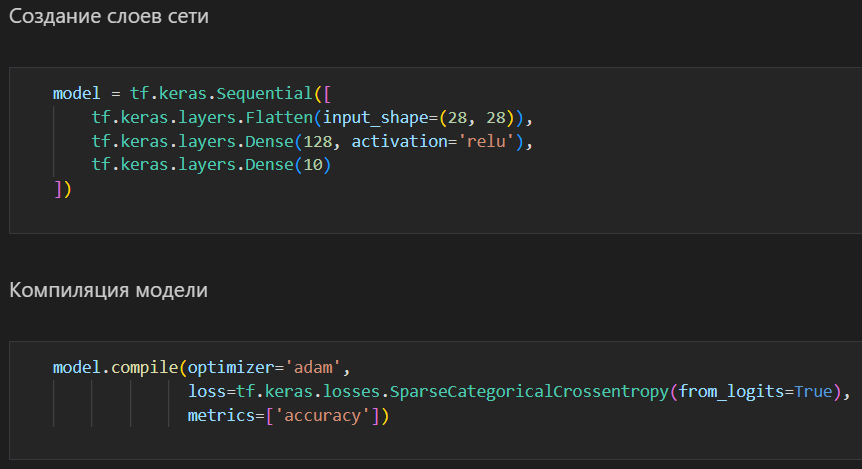 Создание слоев сети
model = tf.keras.Sequential([
    tf.keras.layers.Flatten(input_shape=(28, 28)),
    tf.keras.layers.Dense(128, activation='relu'),
    tf.keras.layers.Dense(10)
])
Компиляция модели
model.compile(optimizer='adam',
              loss=tf.keras.losses.SparseCategoricalCrossentropy(from_logits=True),
              metrics=['accuracy'])